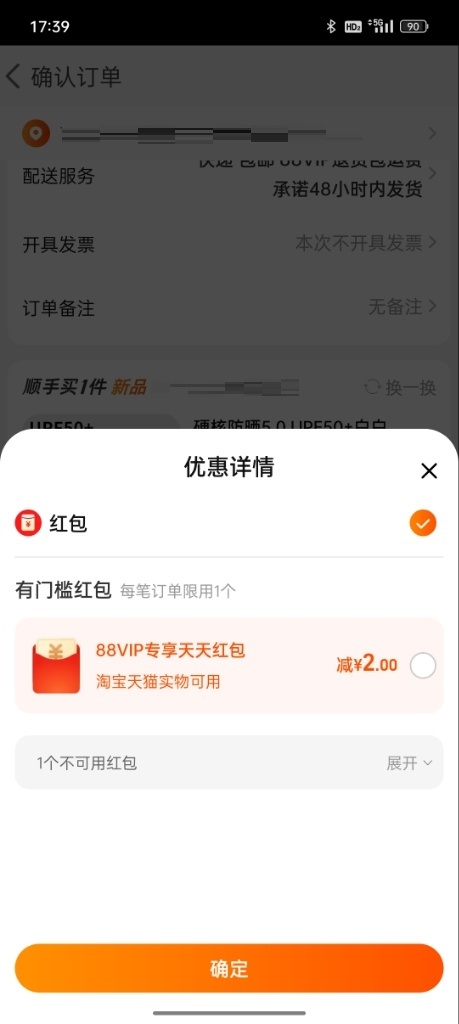 17:39
HD2 5G 90
确认订单
配送服务
快递 包邮 88VIP退货包运费
承诺48小时内发货
开具发票 本次不开具发票
订单备注 无备注
顺手买1件 新品 换一换
UPF50+
硬核防晒5.0 UPF50+白白
优惠详情
红包
有门槛红包 每笔订单限用1个
88VIP专享天天红包
减¥2.00
淘宝天猫实物可用
1个不可用红包 展开
确定